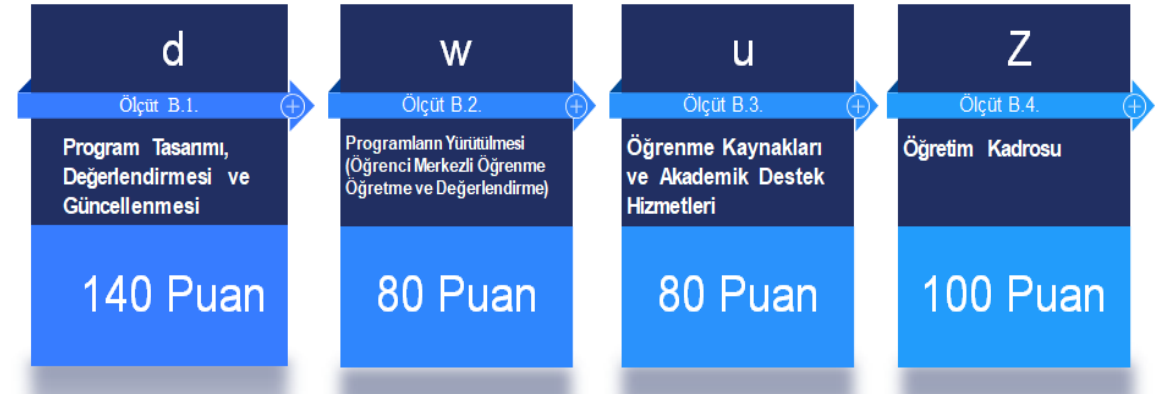 d
Ölçüt B.1.
Program Tasarımı,
Değerlendirmesi ve
Güncellenmesi
140 Puan
w
Ölçüt B.2.
Programların Yürütülmesi
(Öğrenci Merkezli Öğrenme
Öğretme ve Değerlendirme)
80 Puan
u
Ölçüt B.3.
Öğrenme Kaynakları
ve Akademik Destek
Hizmetleri
80 Puan
Z
Ölçüt B.4.
Öğretim Kadrosu
100 Puan